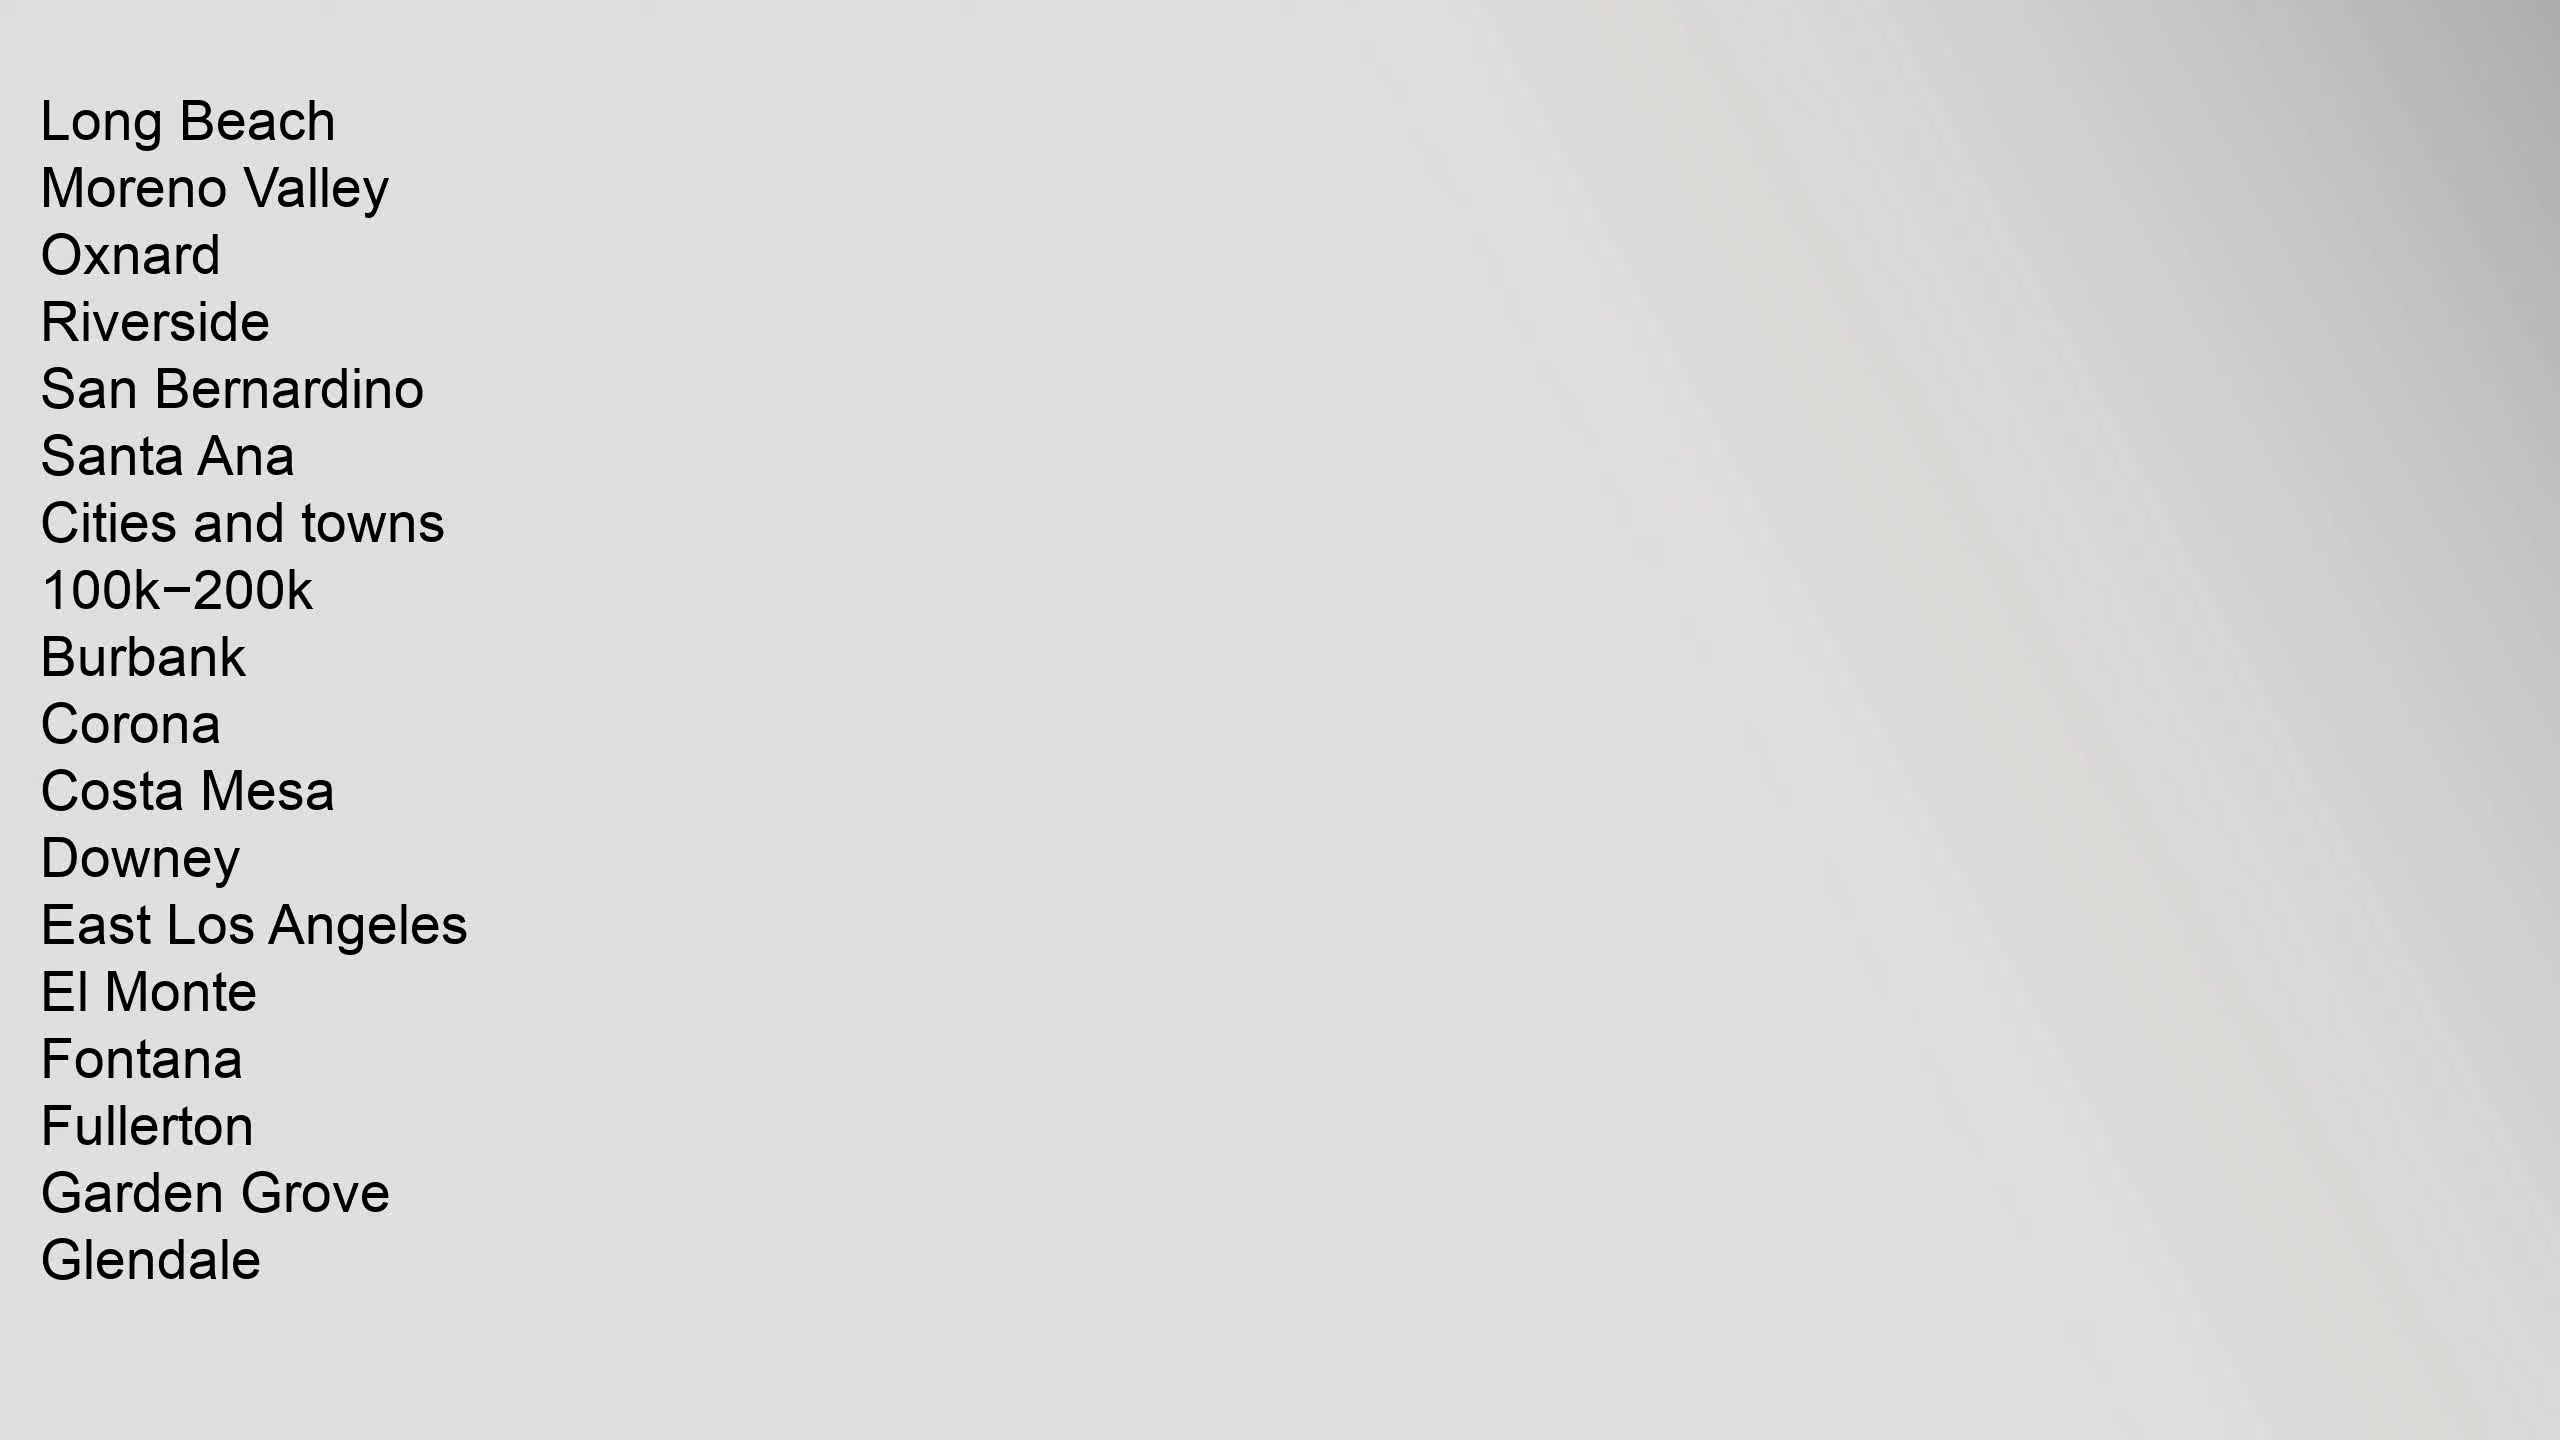 Long Beach
Moreno Valley
Oxnard
Riverside
San Bernardino
Santa Ana
Cities and towns
100k−200k
Burbank
Corona
Costa Mesa
Downey
East Los Angeles
El Monte
Fontana
Fullerton
Garden Grove
Glendale